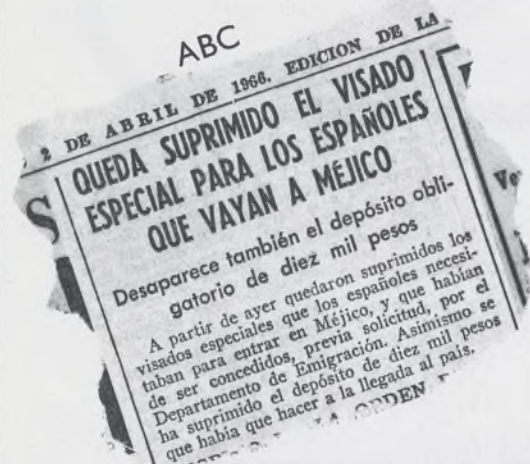 ABC
2 DE ABRIL DE 1966. EDICION DE LA
QUEDA SUPRIMIDO EL VISADO
ESPECIAL PARA LOS ESPAÑOLES
QUE VAYAN A MÉJICO
Desaparece también el depósito obli-
gatorio de diez mil pesos
A partir de ayer quedaron suprimidos los
visados especiales que los españoles necesi-
taban para entrar en Méjico, y que habían
de ser concedidos, previa solicitud, por el
Departamento de Emigración. Asimismo se
ha suprimido el depósito de diez mil pesos
que había que hacer a la llegada al país.